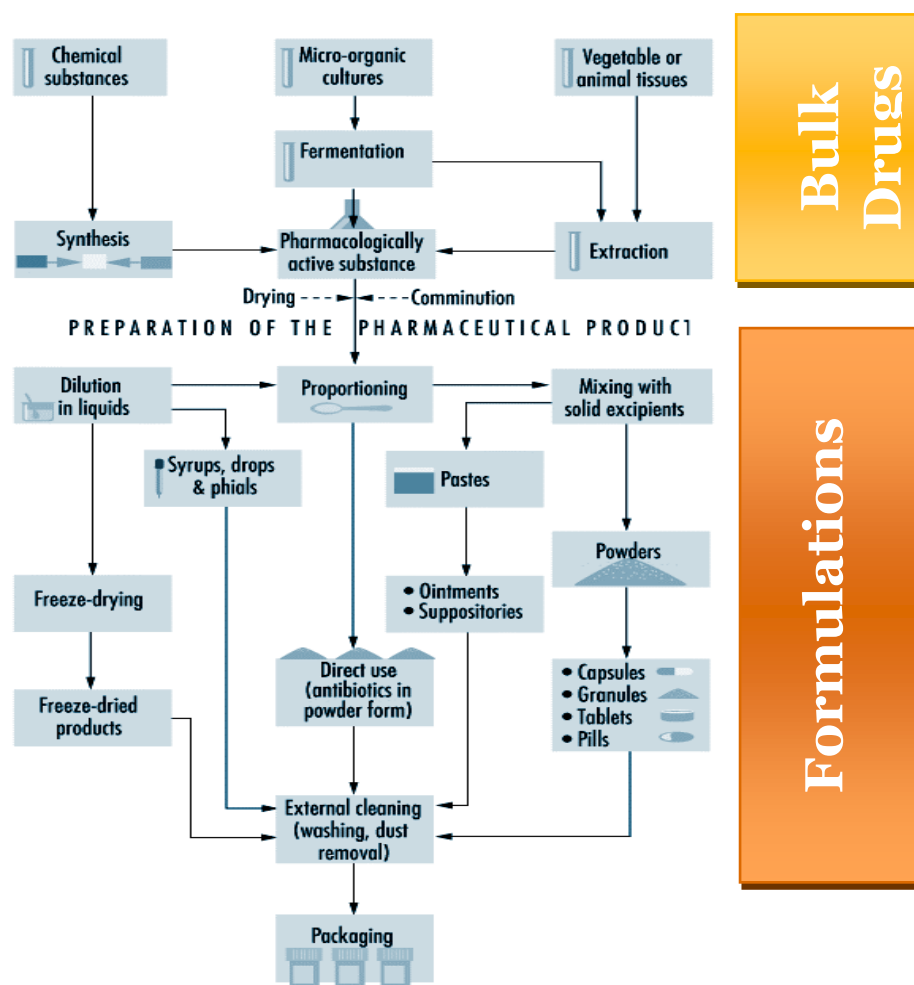 Chemical
substances
Micro-organic
cultures
Vegetable or
animal tissues
Fermentation
Synthesis
Pharmacologically
active substance
Extraction
Drying
Comminution
PREPARATION OF THE PHARMACEUTICAL PRODUCT
Dilution
in liquids
Proportioning
Mixing with
solid excipients
Syrups, drops
& phials
Pastes
Powders
Freeze-drying
• Ointments
• Suppositories
Direct use
(antibiotics in
powder form)
• Capsules
• Granules
• Tablets
• Pills
Freeze-dried
products
External cleaning
(washing, dust
removal)
Packaging
Bulk
Drugs
Formulations